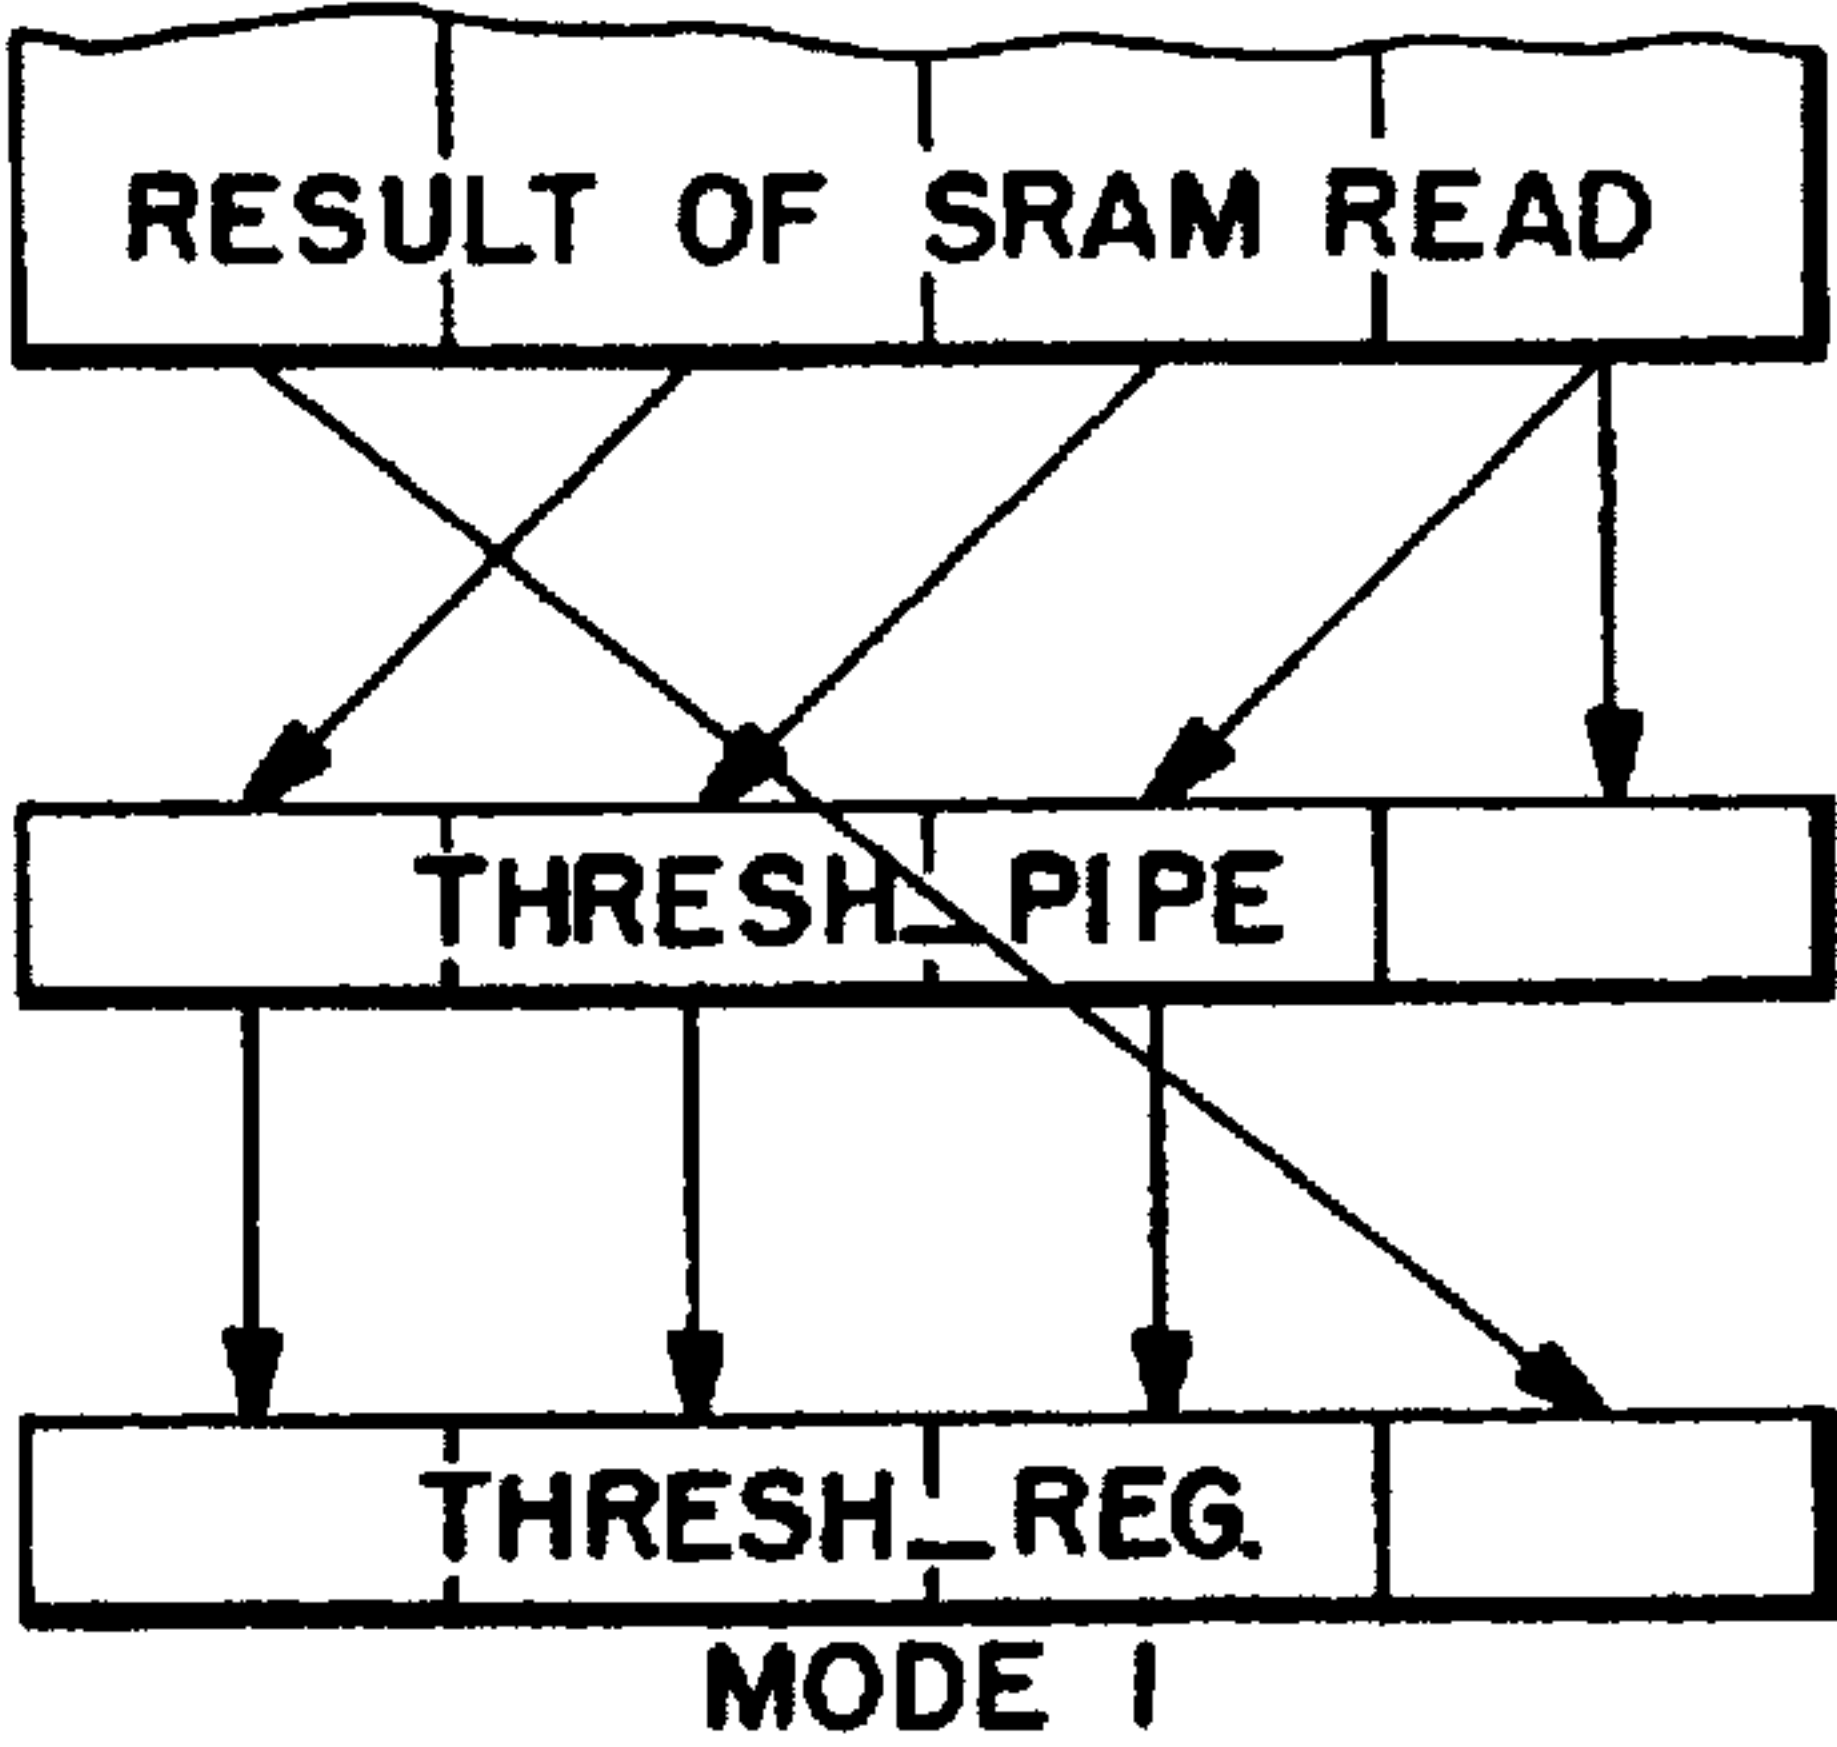 RESULT OF SRAM READ
THRESH_PIPE
THRESH_REG.
MODE 1